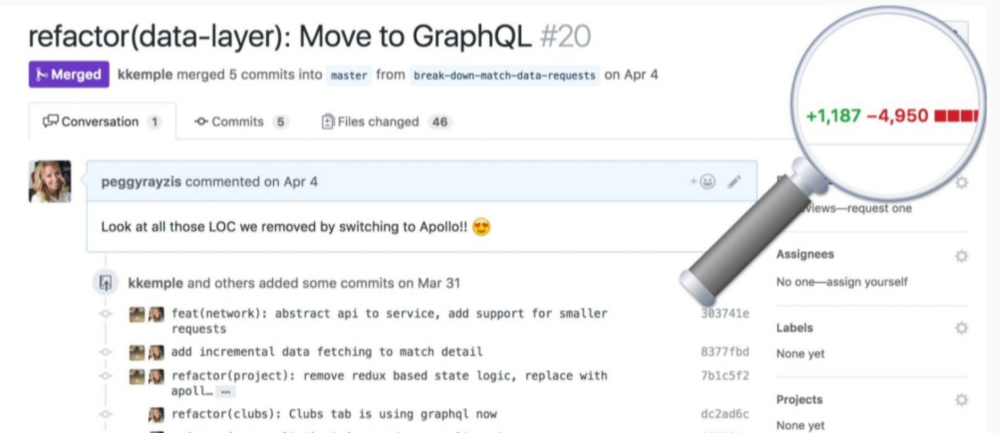 refactor(data-layer): Move to GraphQL #20
Merged kkemple merged 5 commits into master from break-down-match-data-requests on Apr 4
Conversation 1 Commits 5 Files changed 46
+1,187 −4,950
peggyrayzis commented on Apr 4
Look at all those LOC we removed by switching to Apollo!! 😍
kkemple and others added some commits on Mar 31
feat(network): abstract api to service, add support for smaller 303741e
requests
add incremental data fetching to match detail 8377fbd
refactor(project): remove redux based state logic, replace with 7b1c5f2
apoll… …
refactor(clubs): Clubs tab is using graphql now dc2ad6c
views—request one
Assignees
No one—assign yourself
Labels
None yet
Projects
None yet